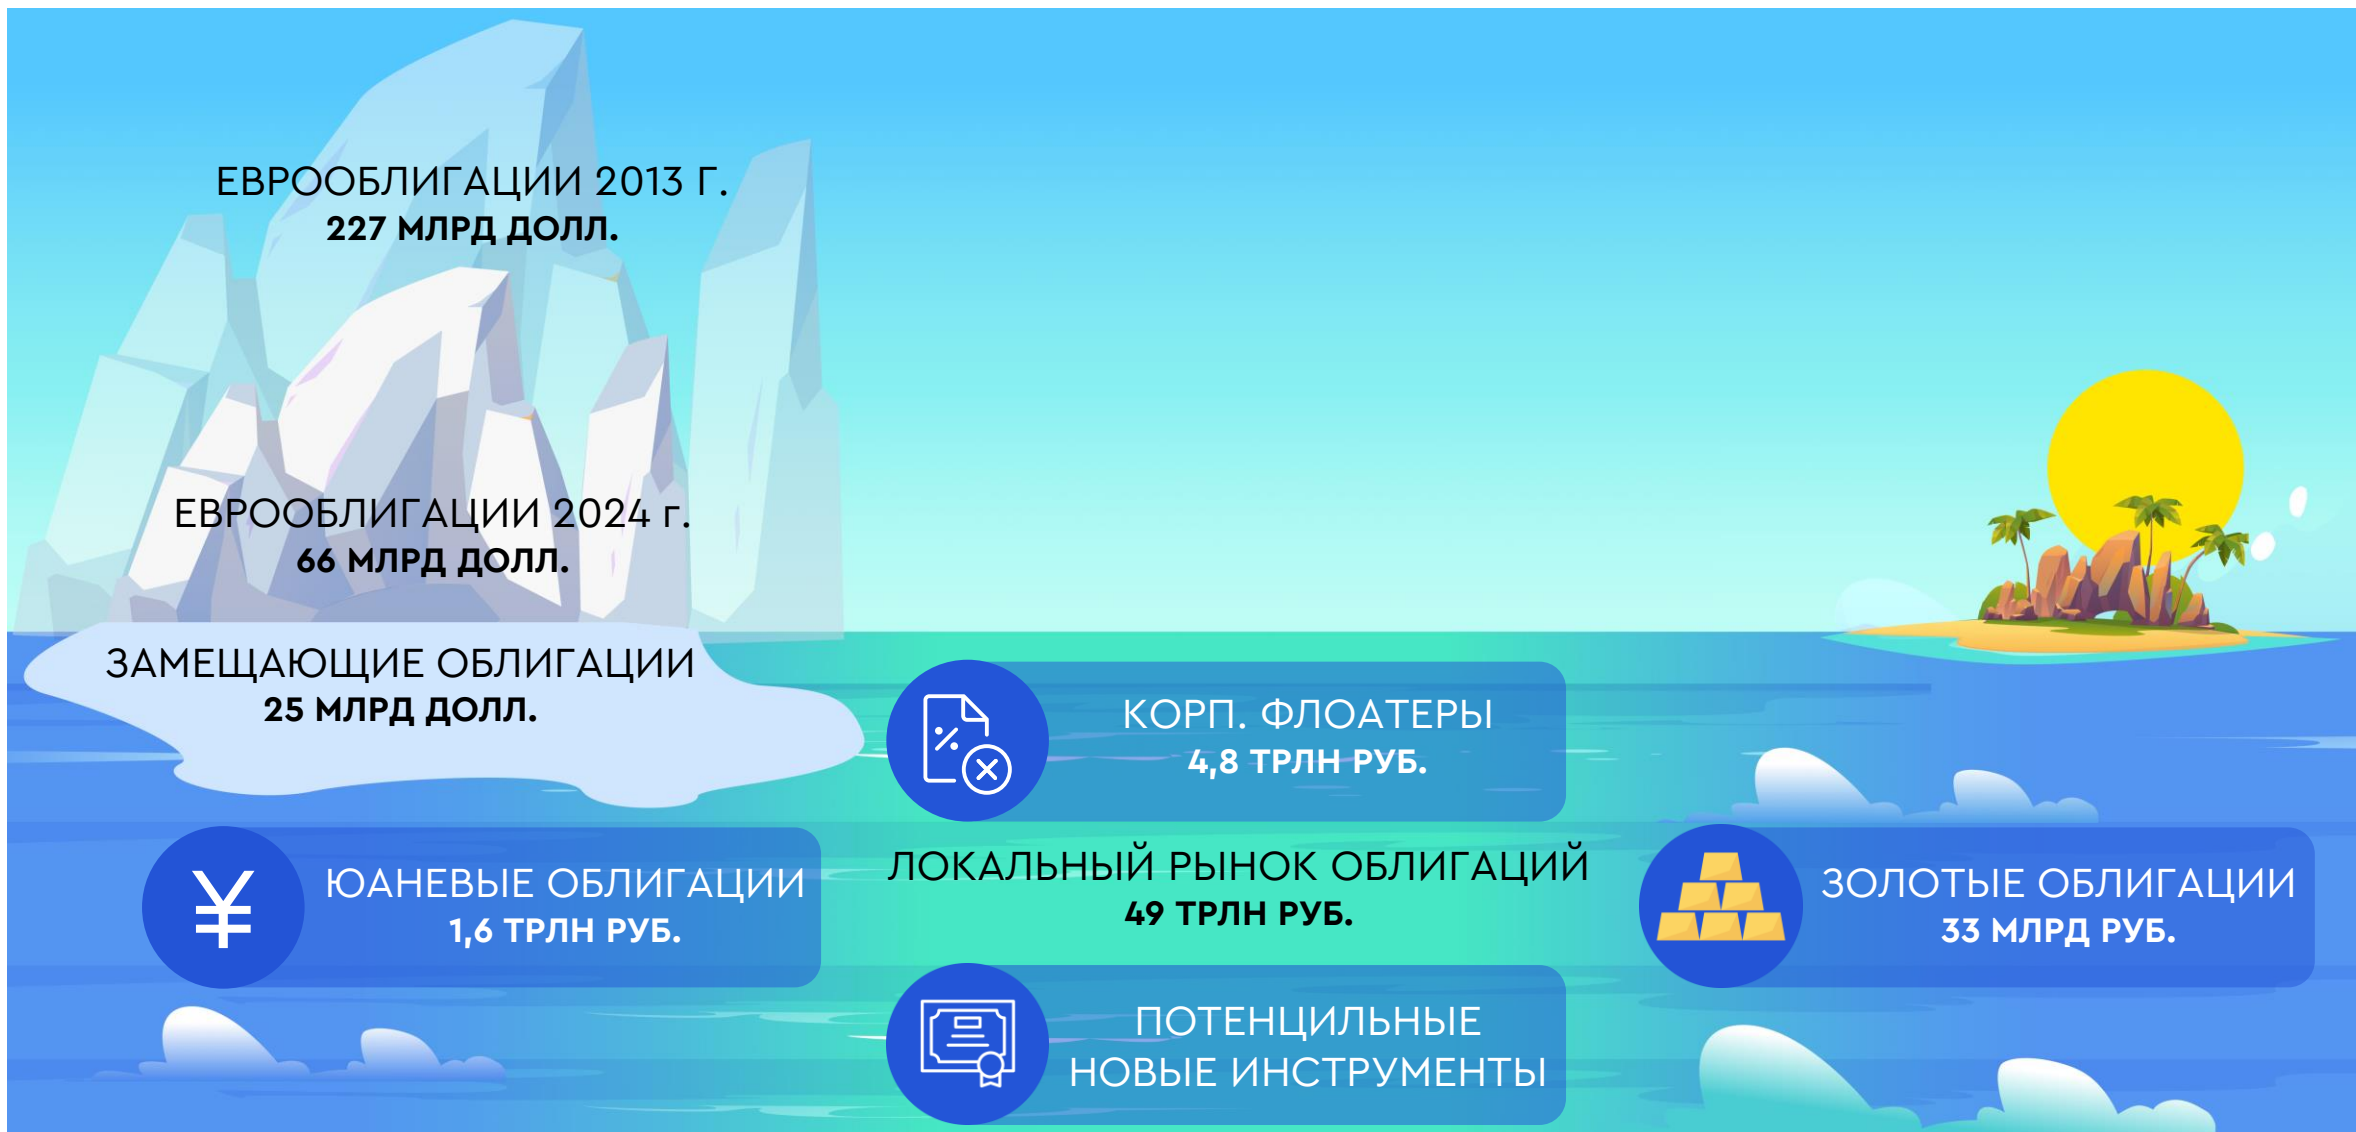 ЕВРООБЛИГАЦИИ 2013 Г.
227 МЛРД ДОЛЛ.
ЕВРООБЛИГАЦИИ 2024 г.
66 МЛРД ДОЛЛ.
ЗАМЕЩАЮЩИЕ ОБЛИГАЦИИ
25 МЛРД ДОЛЛ.
КОРП. ФЛОАТЕРЫ
4,8 ТРЛН РУБ.
ЮАНЕВЫЕ ОБЛИГАЦИИ
1,6 ТРЛН РУБ.
ЛОКАЛЬНЫЙ РЫНОК ОБЛИГАЦИЙ
49 ТРЛН РУБ.
ЗОЛОТЫЕ ОБЛИГАЦИИ
33 МЛРД РУБ.
ПОТЕНЦИЛЬНЫЕ
НОВЫЕ ИНСТРУМЕНТЫ